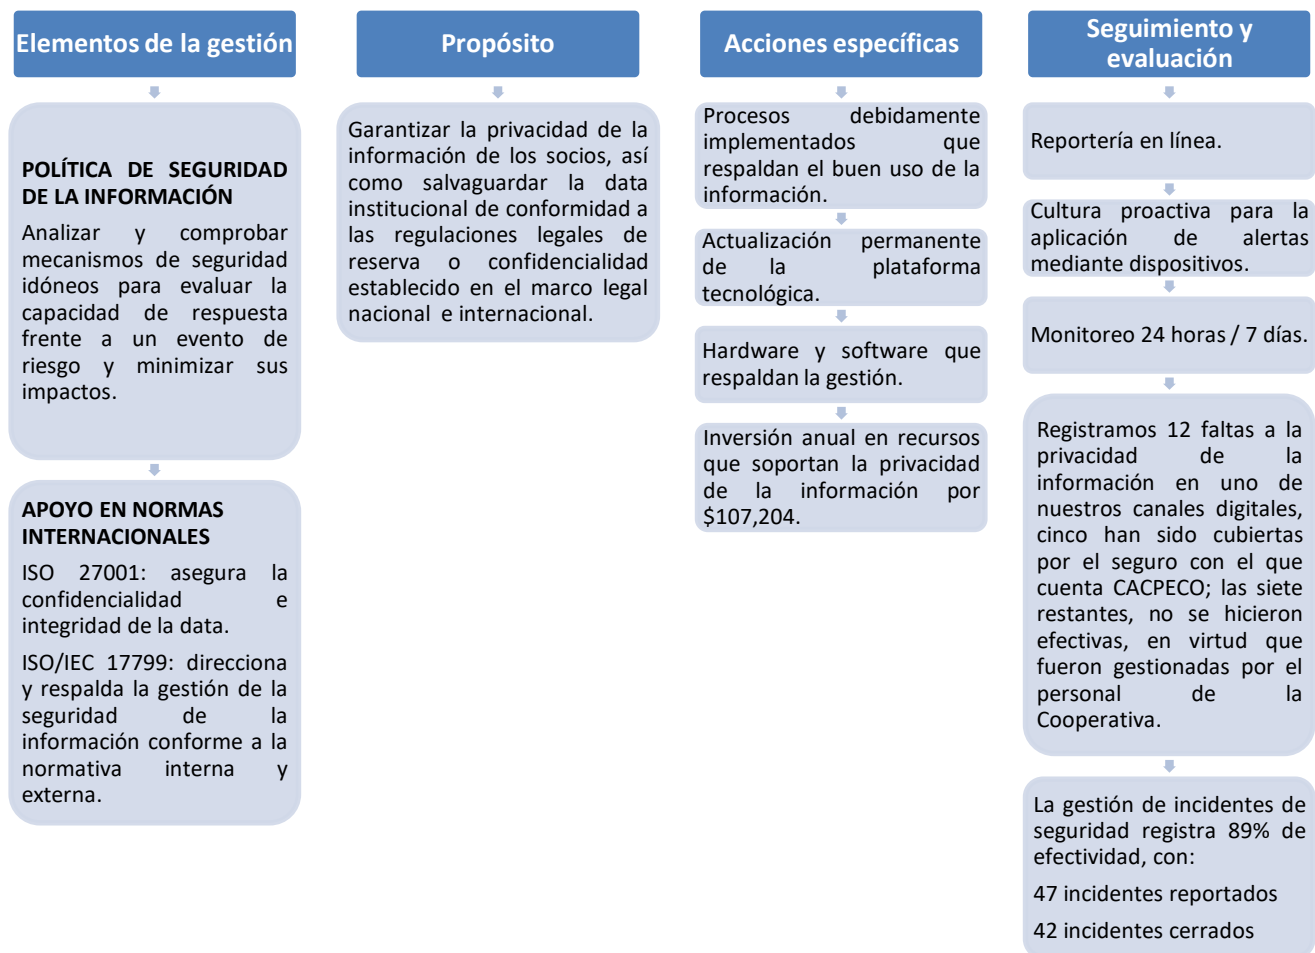 Elementos de la gestión
POLÍTICA DE SEGURIDAD
DE LA INFORMACIÓN
Analizar y comprobar
mecanismos de seguridad
idóneos para evaluar la
capacidad de respuesta
frente a un evento de
riesgo y minimizar sus
impactos.
APOYO EN NORMAS
INTERNACIONALES
ISO 27001: asegura la
confidencialidad e
integridad de la data.
ISO/IEC 17799: direcciona
y respalda la gestión de la
seguridad de la
información conforme a la
normativa interna y
externa.
Propósito
Garantizar la privacidad de la
información de los socios, así
como salvaguardar la data
institucional de conformidad a
las regulaciones legales de
reserva o confidencialidad
establecido en el marco legal
nacional e internacional.
Acciones específicas
Procesos debidamente
implementados que
respaldan el buen uso de la
información.
Actualización permanente
de la plataforma
tecnológica.
Hardware y software que
respaldan la gestión.
Inversión anual en recursos
que soportan la privacidad
de la información por
$107,204.
Seguimiento y
evaluación
Reportería en línea.
Cultura proactiva para la
aplicación de alertas
mediante dispositivos.
Monitoreo 24 horas / 7 días.
Registramos 12 faltas a la
privacidad de la
información en uno de
nuestros canales digitales,
cinco han sido cubiertas
por el seguro con el que
cuenta CACPECO; las siete
restantes, no se hicieron
efectivas, en virtud que
fueron gestionadas por el
personal de la
Cooperativa.
La gestión de incidentes de
seguridad registra 89% de
efectividad, con:
47 incidentes reportados
42 incidentes cerrados